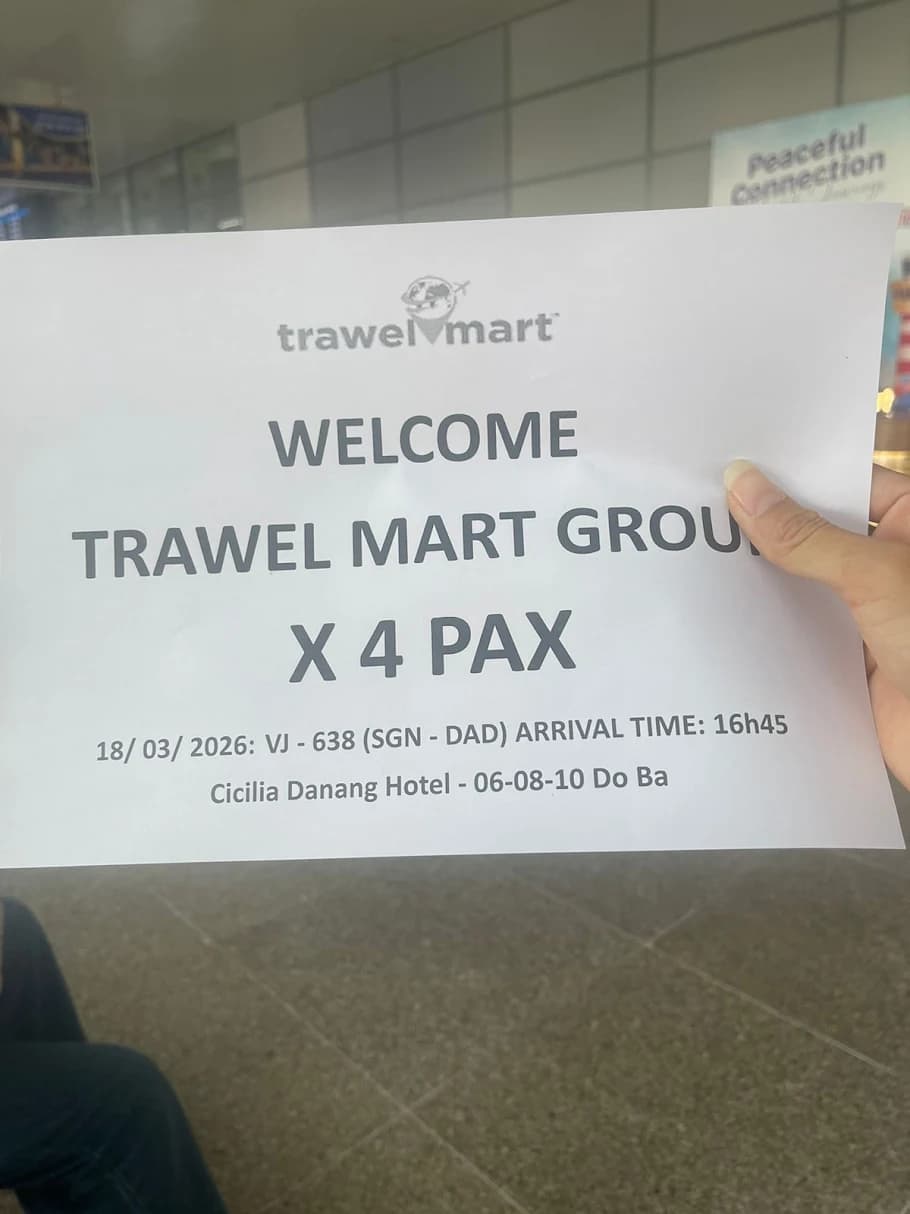 Peaceful
Connection
trawelmart™
WELCOME
TRAWEL MART GROU
X 4 PAX
18/ 03/ 2026: VJ - 638 (SGN - DAD) ARRIVAL TIME: 16h45
Cicilia Danang Hotel - 06-08-10 Do Ba